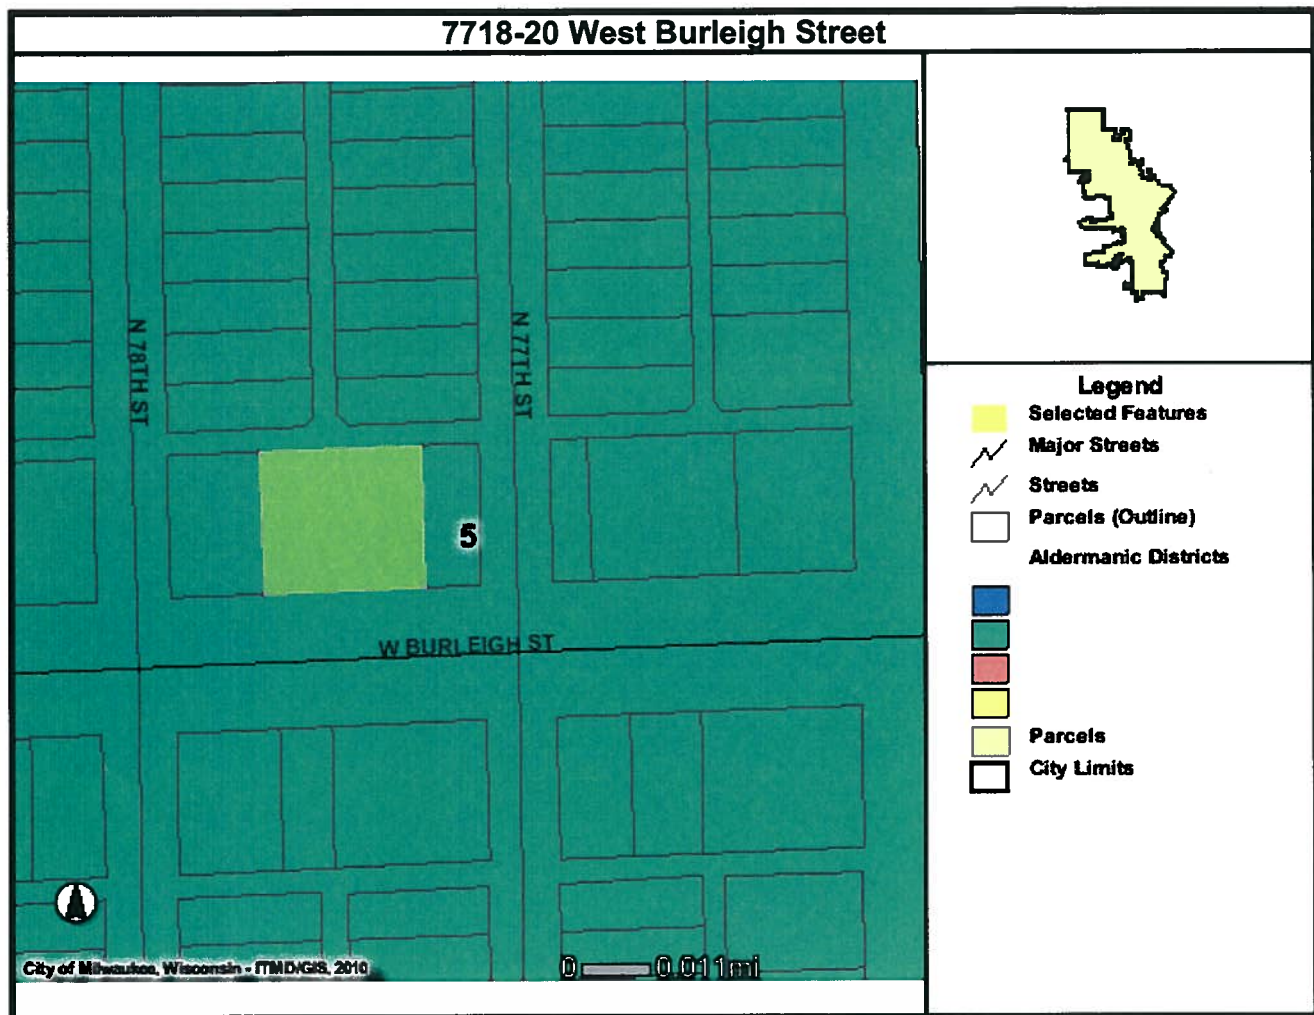 7718-20 West Burleigh Street
N 78TH ST
N 77TH ST
5
W BURLEIGH ST
City of Milwaukee, Wisconsin - ITMD/GIS, 2010
0 0.011mi
Legend
Selected Features
Major Streets
Streets
Parcels (Outline)
Aldermanic Districts
Parcels
City Limits